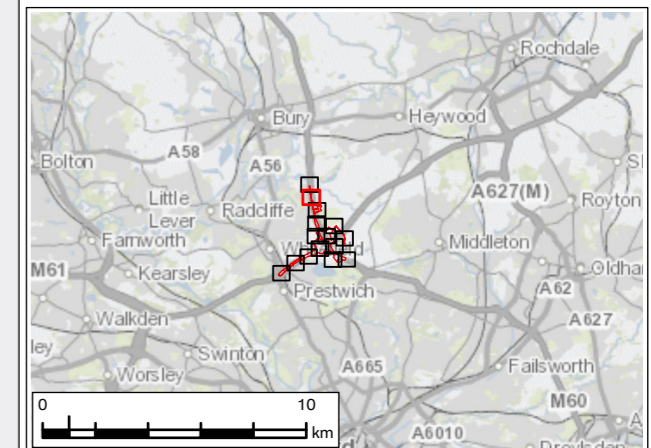 Rochdale
Bury
Heywood
A58
Bolton
A56
A627(M)
Little
Lever
Radcliffe
Royton
Farnworth
Middleton
M61
Kearsley
Oldha
A62
Prestwich
Walkden
A627
ley
Swinton
A665
Failsworth
Worsley
M60
0
10
km
A6010